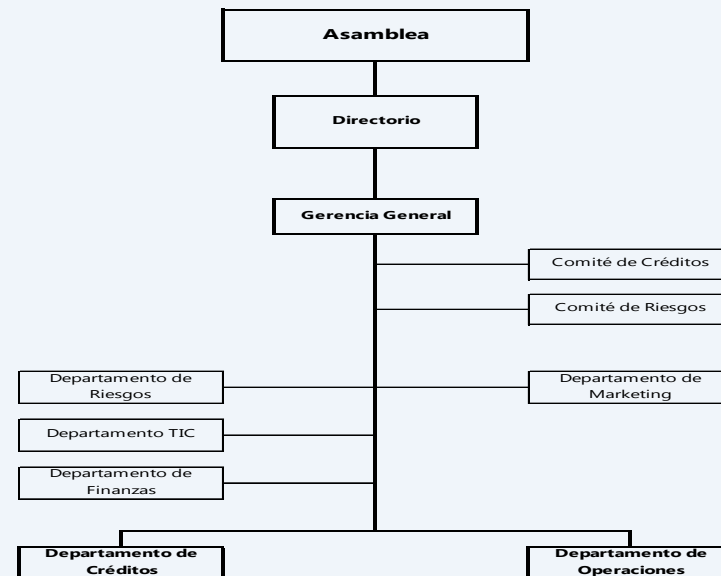 Asamblea
Directorio
Gerencia General
Comité de Créditos
Comité de Riesgos
Departamento de
Riesgos
Departamento de
Marketing
Departamento TIC
Departamento de
Finanzas
Departamento de
Créditos
Departamento de
Operaciones